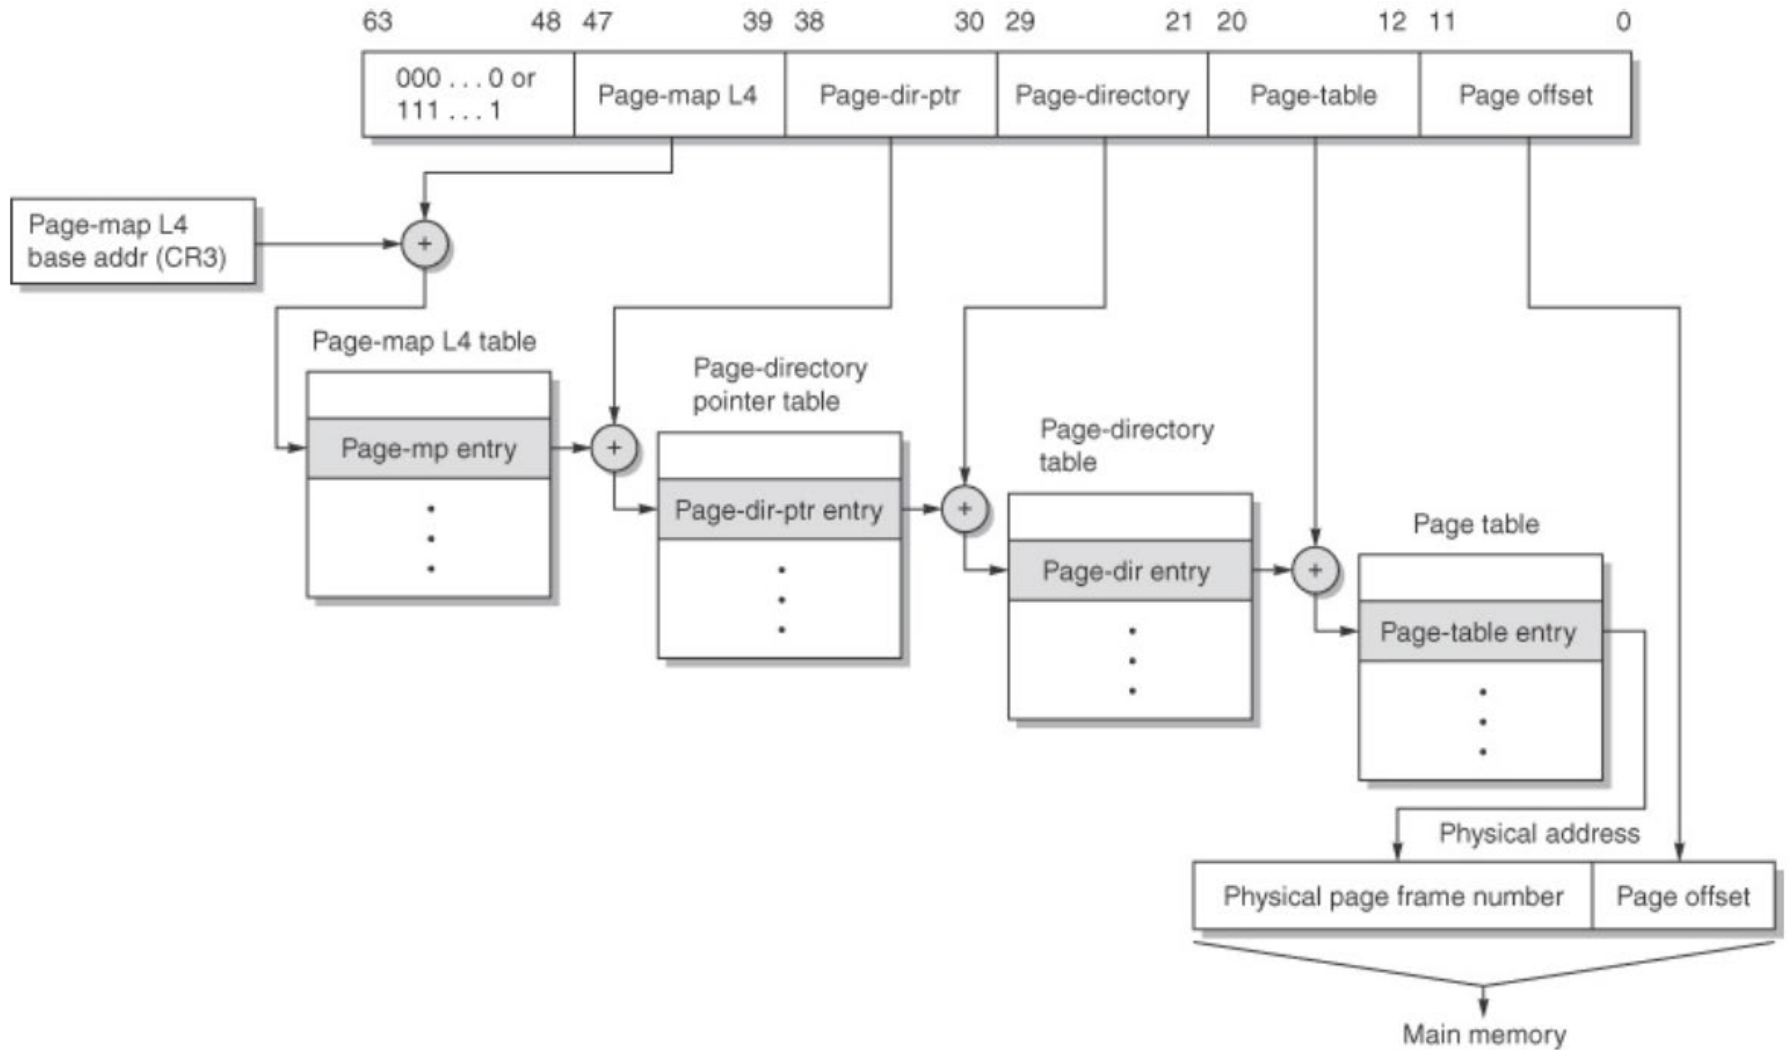 63 48 47 39 38 30 29 21 20 12 11 0
000 . . . 0 or
111 . . . 1
Page-map L4
Page-dir-ptr
Page-directory
Page-table
Page offset
Page-map L4
base addr (CR3)
+
Page-map L4 table
Page-mp entry
+
Page-directory
pointer table
Page-dir-ptr entry
+
Page-directory
table
Page-dir entry
+
Page table
Page-table entry
Physical address
Physical page frame number
Page offset
Main memory